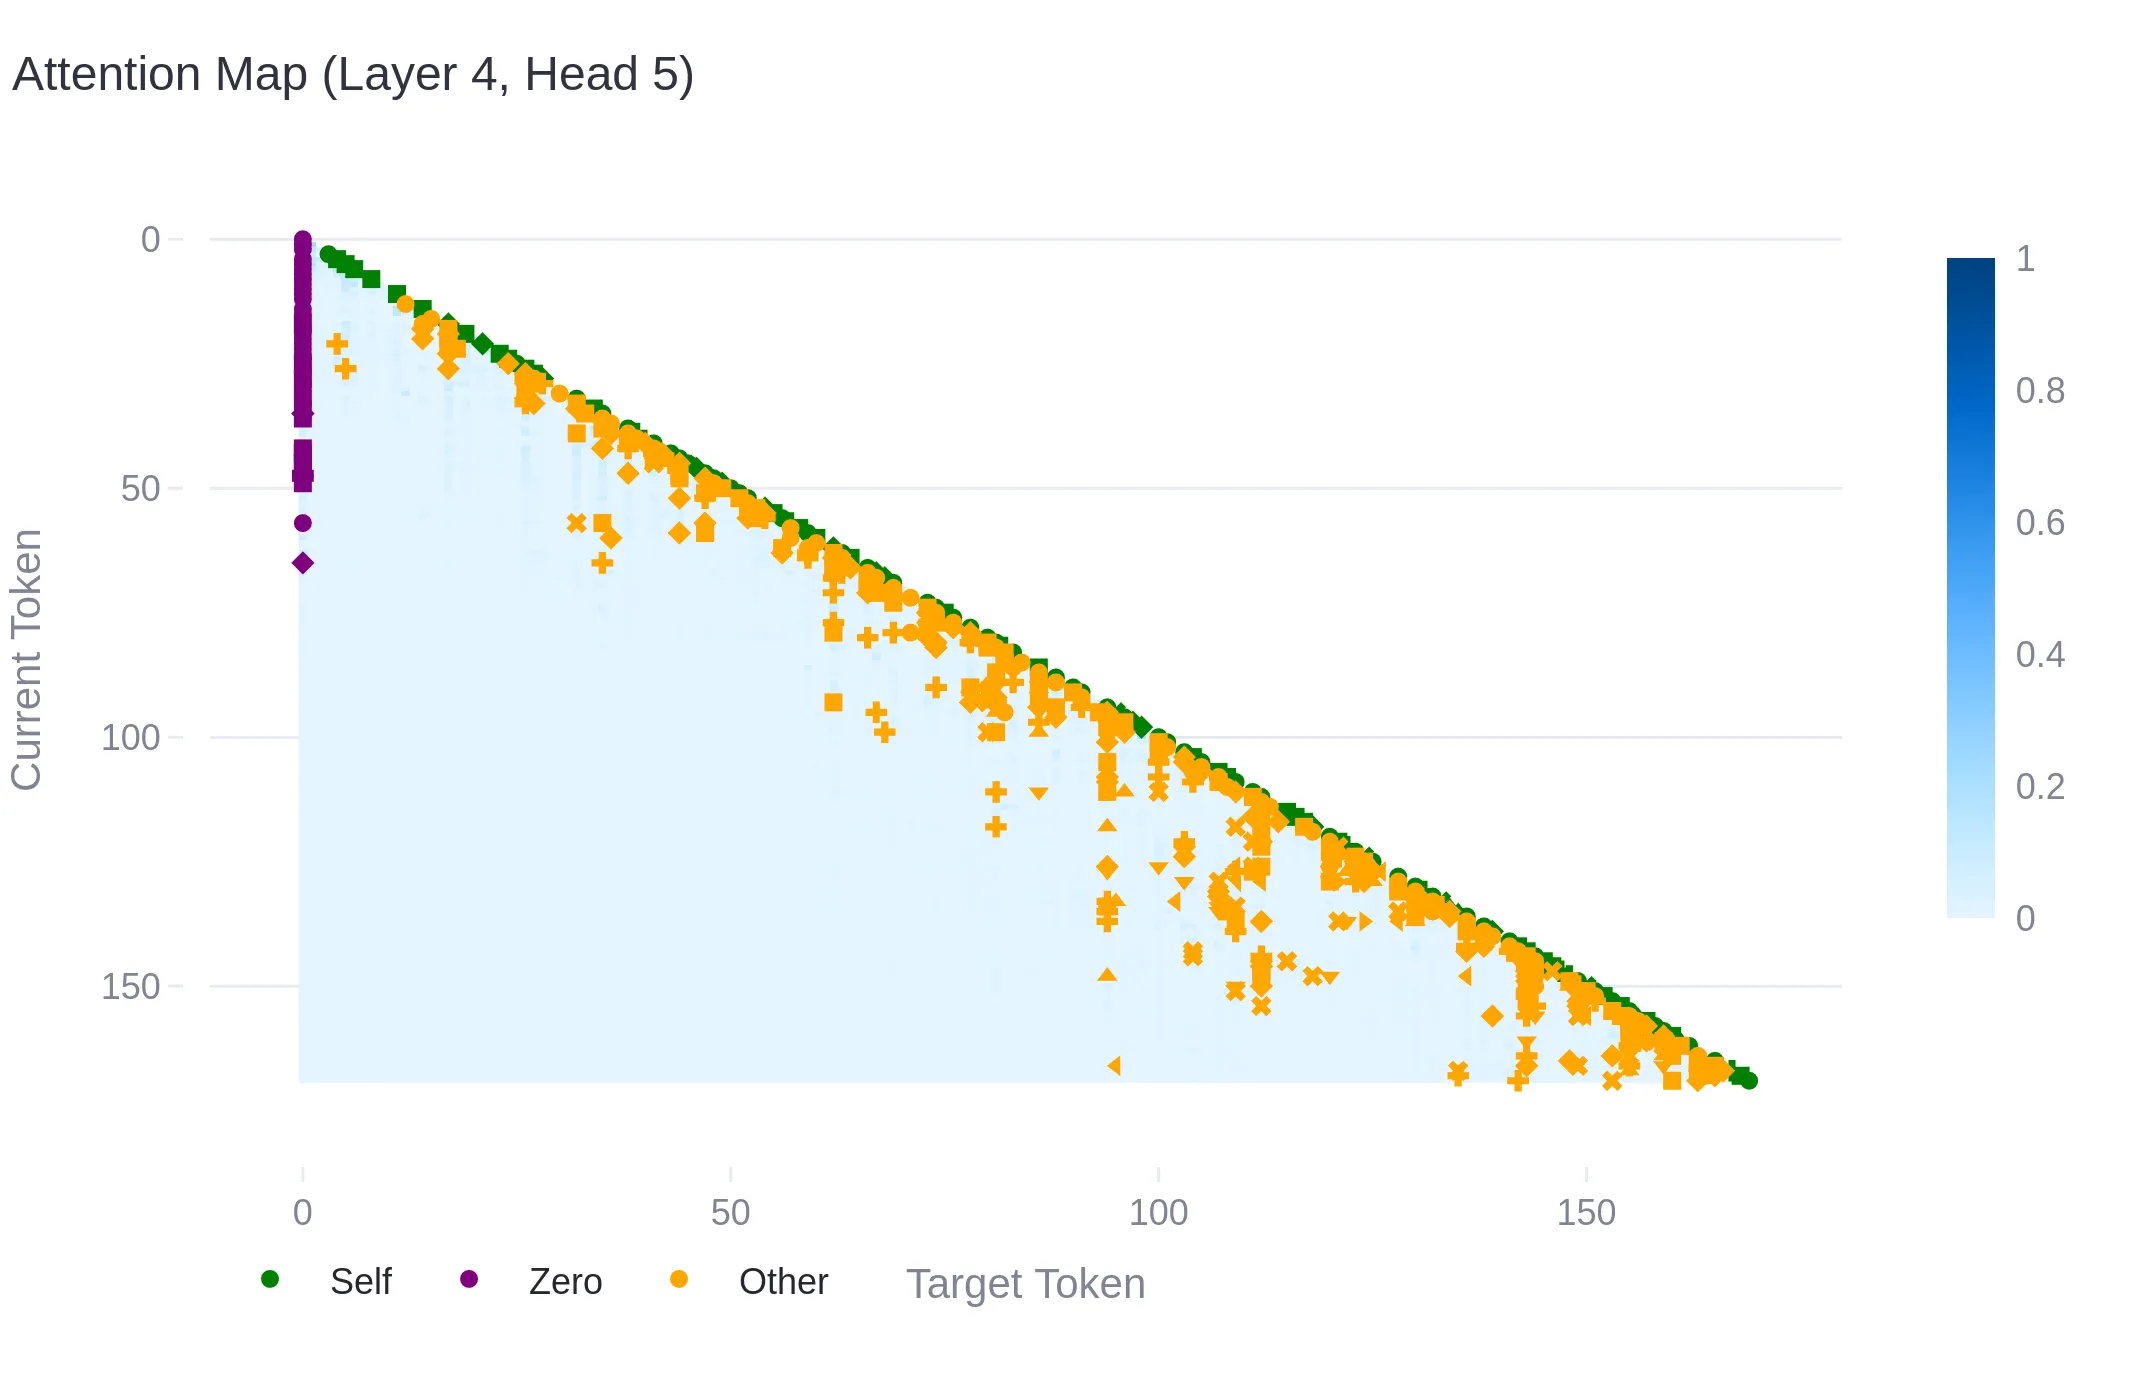 Attention Map (Layer 4, Head 5)
0
50
100
150
Current Token
1
0.8
0.6
0.4
0.2
0
0
50
100
150
Self
Zero
Other
Target Token